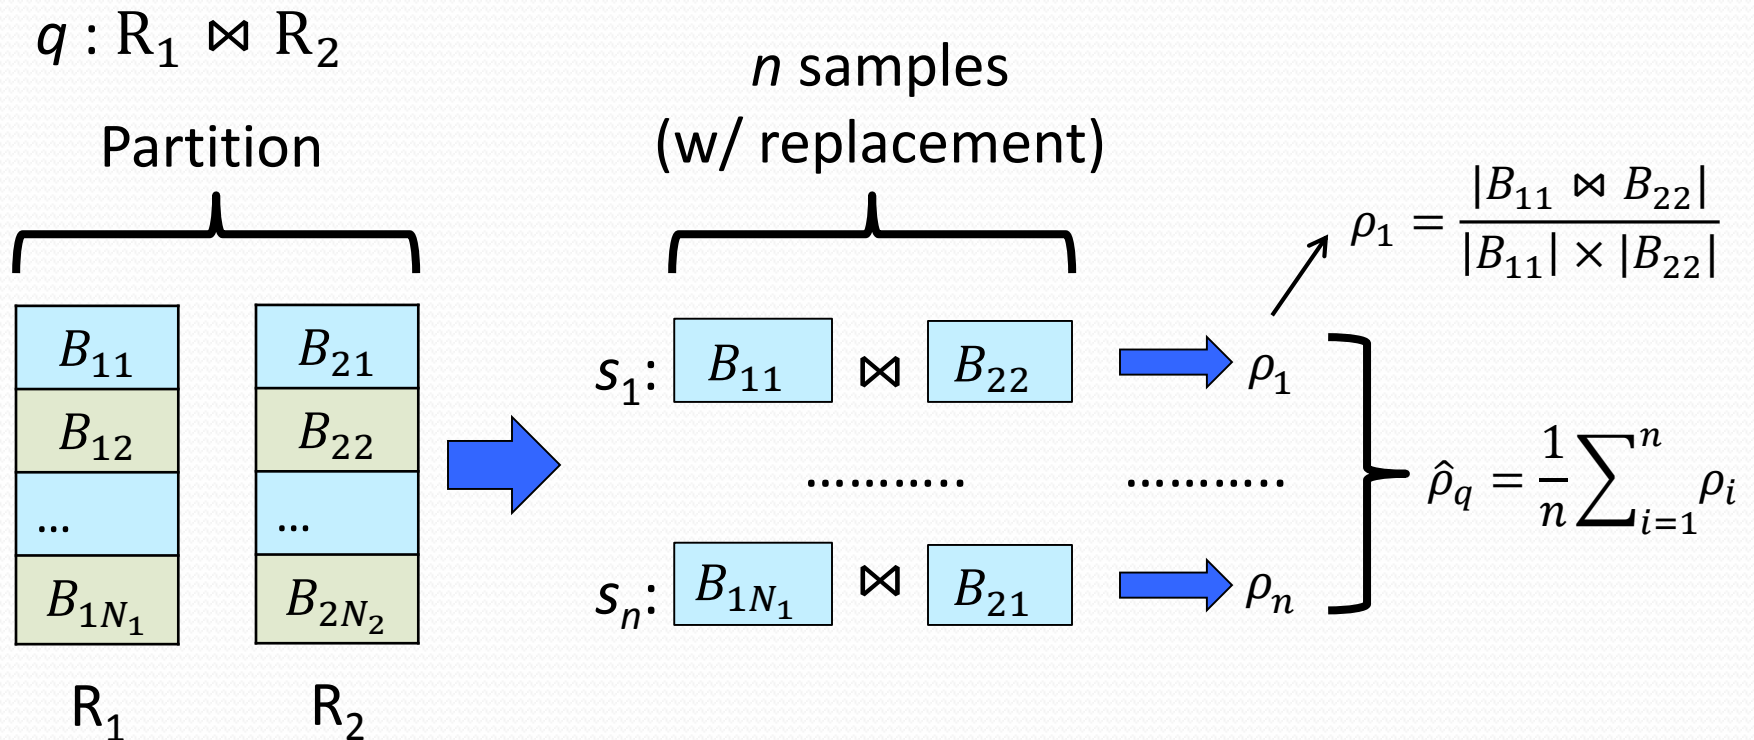 q : R₁ ⋈ R₂
Partition
n samples
(w/ replacement)
B₁₁
B₁₂
...
B₁N₁
R₁
B₂₁
B₂₂
...
B₂N₂
R₂
s₁: B₁₁ ⋈ B₂₂ ρ₁
........... ...........
sₙ: B₁N₁ ⋈ B₂₁ ρₙ
ρ₁ = |B₁₁ ⋈ B₂₂| / |B₁₁| × |B₂₂|
ρ̂_q = 1/n ∑ⁿᵢ₌₁ ρᵢ